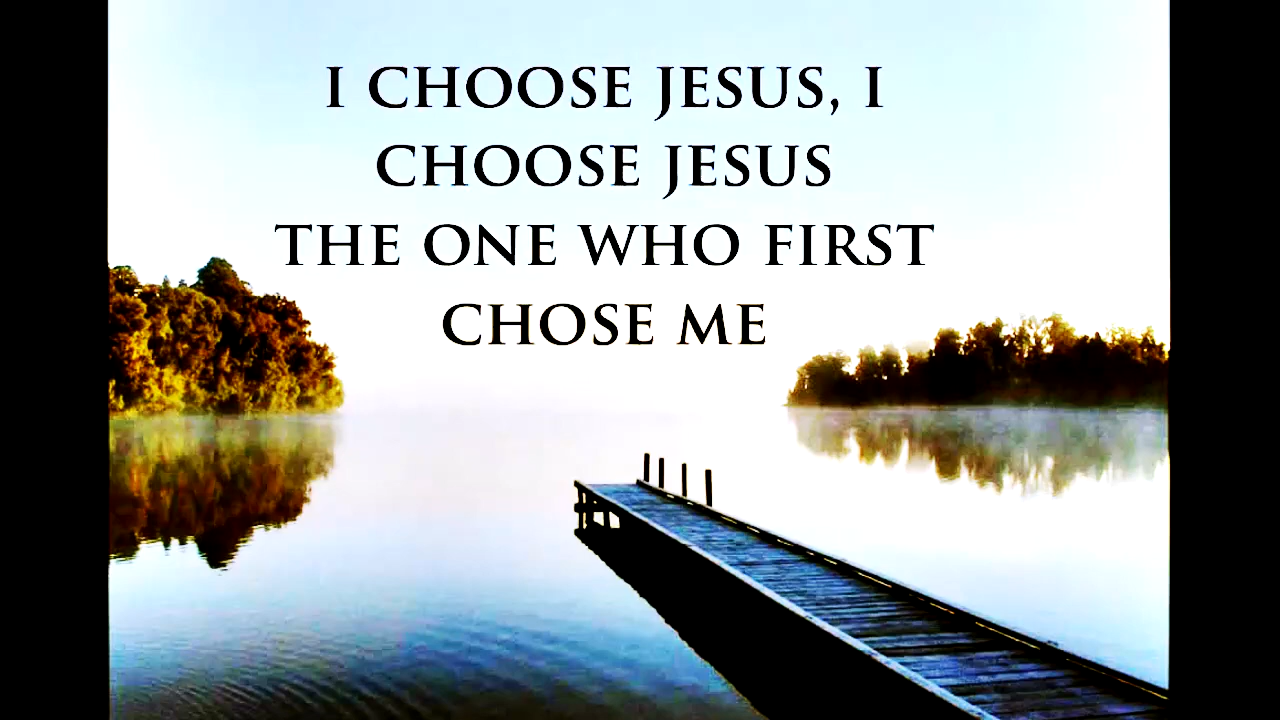 I CHOOSE JESUS, I
CHOOSE JESUS
THE ONE WHO FIRST
CHOSE ME